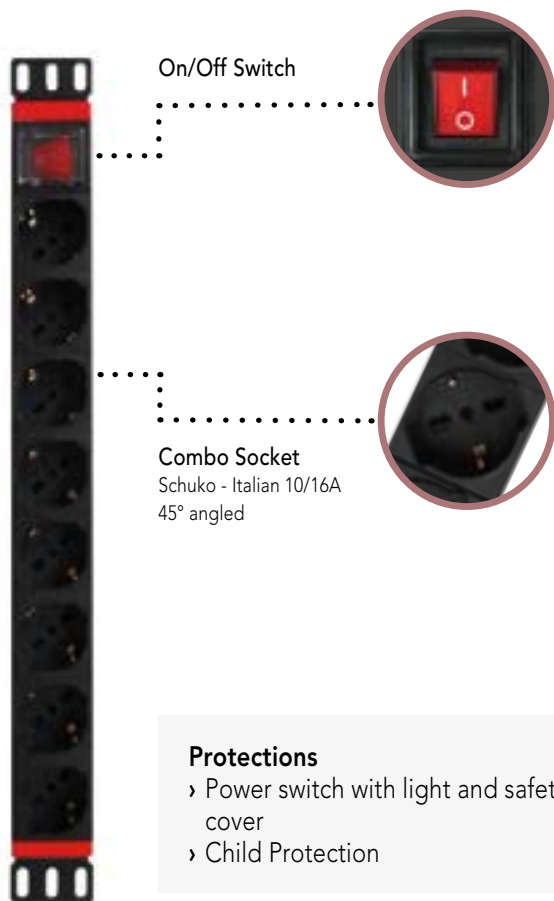 On/Off Switch
Combo Socket
Schuko - Italian 10/16A
45° angled
Protections
› Power switch with light and safet
cover
› Child Protection